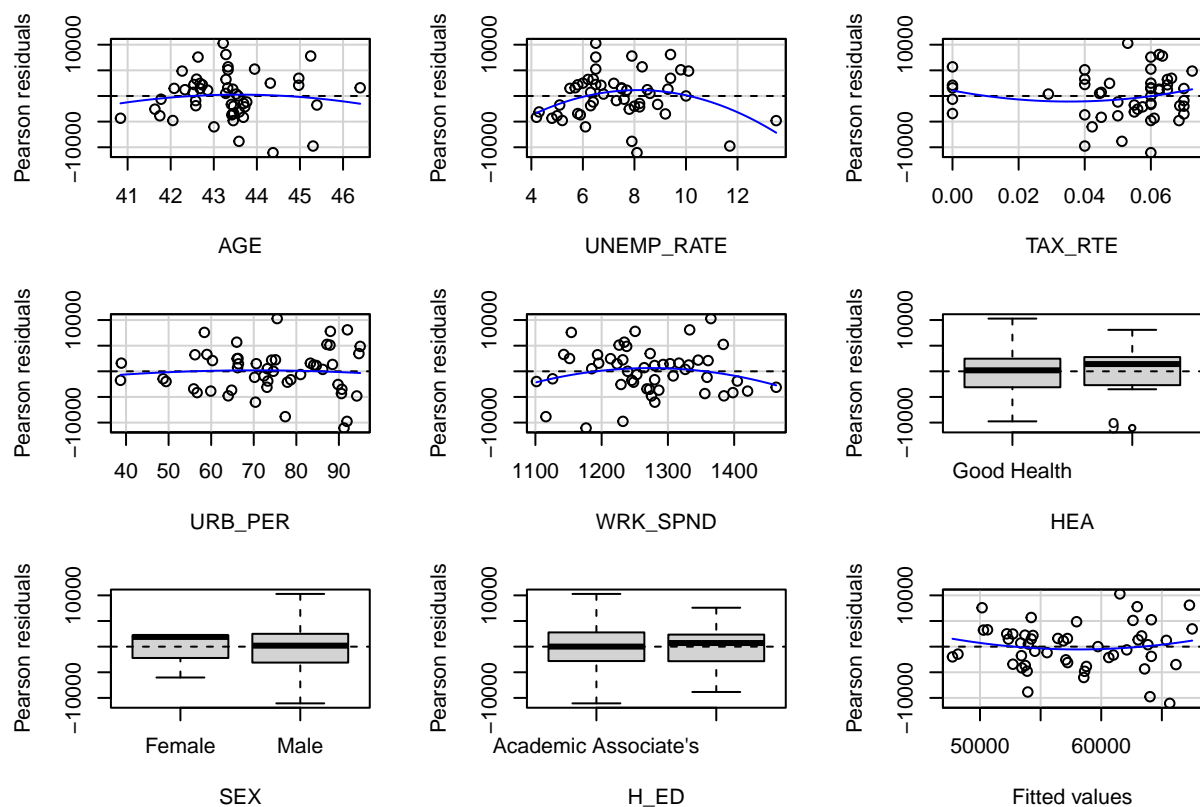 Pearson residuals
−10000
10000
41
42
43
44
45
46
AGE
Pearson residuals
−10000
10000
4
6
8
10
12
UNEMP_RATE
Pearson residuals
−10000
10000
0.00
0.02
0.04
0.06
TAX_RTE
Pearson residuals
−10000
10000
40
50
60
70
80
90
URB_PER
Pearson residuals
−10000
10000
1100
1200
1300
1400
WRK_SPND
Pearson residuals
−10000
10000
Good Health
9
2
HEA
Pearson residuals
−10000
10000
Female
Male
SEX
Pearson residuals
−10000
10000
Academic Associate's
H_ED
Pearson residuals
−10000
10000
50000
60000
Fitted values